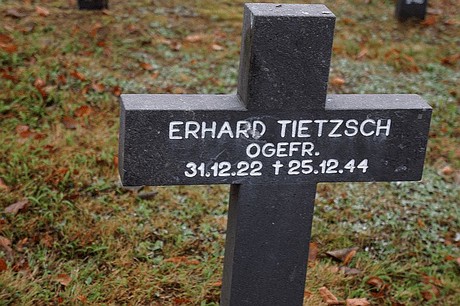 ERHARD TIETZSCH
OGEFR.
31.12.22 † 25.12.44